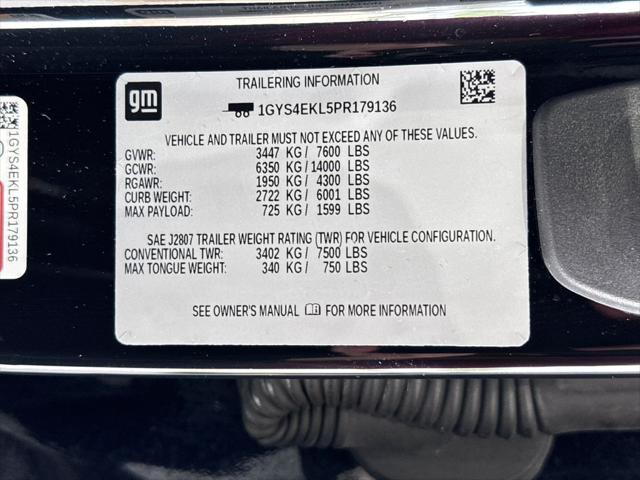 gm
TRAILERING INFORMATION
1GYS4EKL5PR179136
VEHICLE AND TRAILER MUST NOT EXCEED ANY OF THESE VALUES.
GVWR: 3447 KG/ 7600 LBS
GCWR: 6350 KG/ 14000 LBS
RGAWR: 1950 KG/ 4300 LBS
CURB WEIGHT: 2722 KG/ 6001 LBS
MAX PAYLOAD: 725 KG/ 1599 LBS
SAE J2807 TRAILER WEIGHT RATING (TWR) FOR VEHICLE CONFIGURATION.
CONVENTIONAL TWR: 3402 KG/ 7500 LBS
MAX TONGUE WEIGHT: 340 KG/ 750 LBS
SEE OWNER'S MANUAL FOR MORE INFORMATION
1GYS4EKL5PR179136